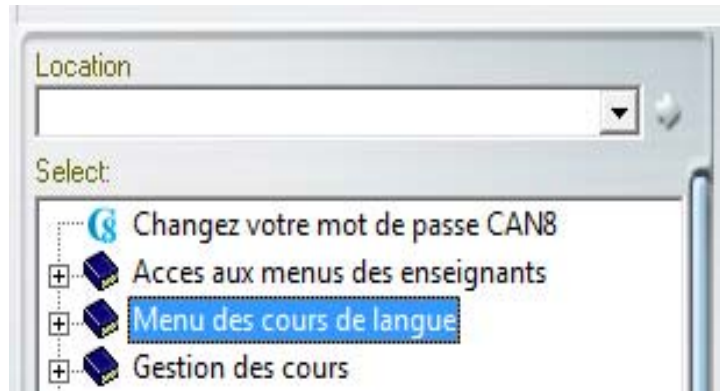 Location
Select:
Changez votre mot de passe CAN8
Acces aux menus des enseignants
Menu des cours de langue
Gestion des cours